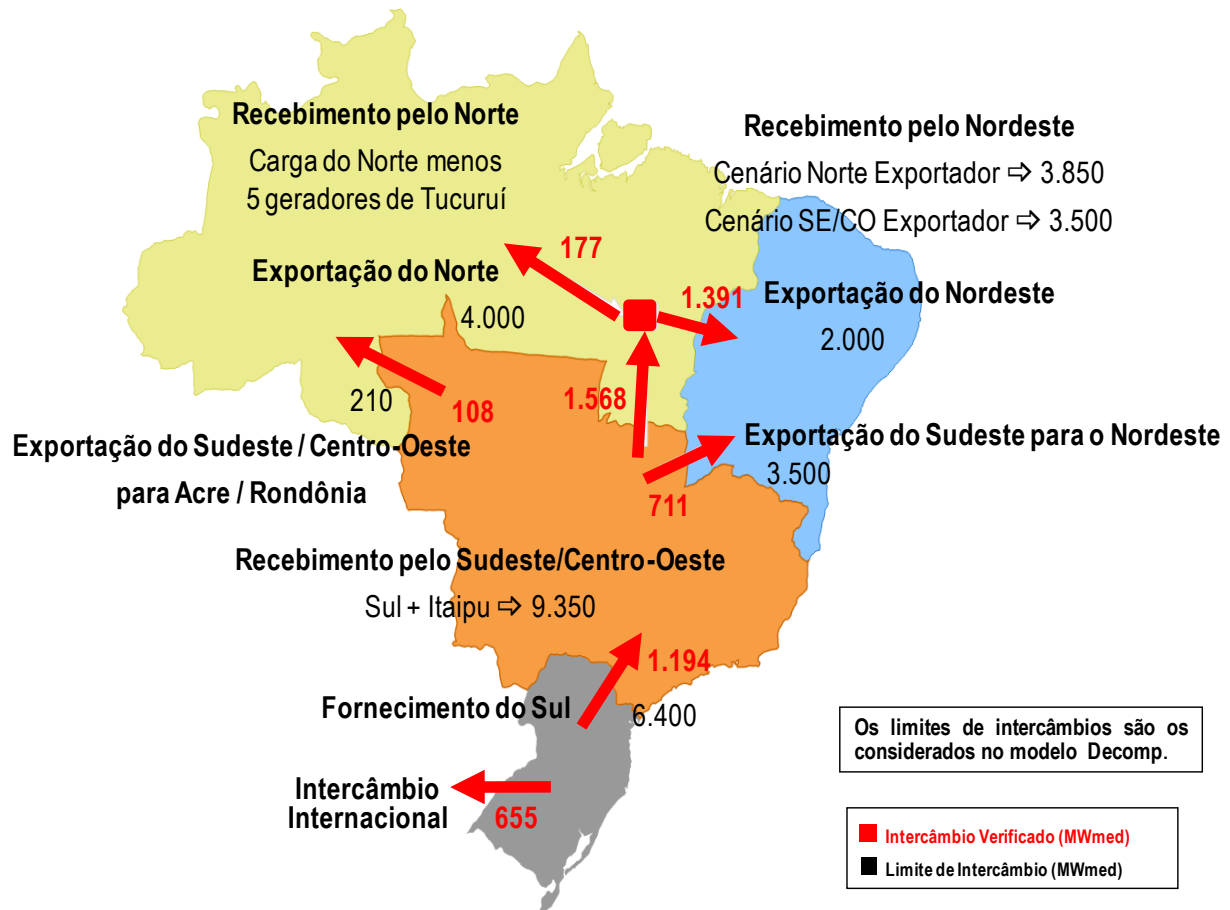 Recebimento pelo Norte
Carga do Norte menos
5 geradores de Tucuruí
Recebimento pelo Nordeste
Cenário Norte Exportador ⇨ 3.850
Cenário SE/CO Exportador ⇨ 3.500
177
Exportação do Norte
4.000
1.391
Exportação do Nordeste
2.000
210
108
1.568
Exportação do Sudeste / Centro-Oeste
para Acre / Rondônia
Exportação do Sudeste para o Nordeste
3.500
711
Recebimento pelo Sudeste/Centro-Oeste
Sul + Itaipu ⇨ 9.350
1.194
Fornecimento do Sul
6.400
Intercâmbio
Internacional
655
Os limites de intercâmbios são os
considerados no modelo Decomp.
Intercâmbio Verificado (MWmed)
Limite de Intercâmbio (MWmed)